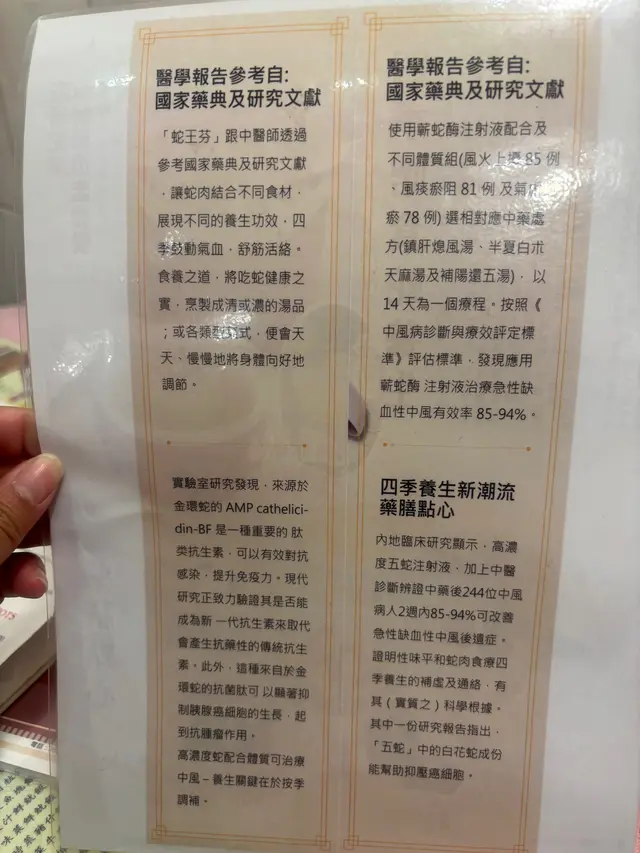 醫學報告參考自:
國家藥典及研究文獻
「蛇王芬」跟中醫師透過
參考國家藥典及研究文獻
，讓蛇肉結合不同食材，
展現不同的養生功效，四
季鼓動氣血，舒筋活絡。
食養之道，將吃蛇健康之
實，烹製成清或濃的湯品
；或各類 式，便會天
天、慢慢地將身體向好地
調節。
實驗室研究發現，來源於
金環蛇的 AMP cathelici-
din-BF 是一種重要的 肽
类抗生素，可以有效對抗
感染，提升免疫力。現代
研究正致力驗證其是否能
成為新 一代抗生素來取代
會產生抗藥性的傳統抗生
素。此外，這種來自於金
環蛇的抗菌肽可 以顯著抑
制胰腺癌細胞的生長，起
到抗腫瘤作用。
高濃度蛇配合體質可治療
中風 – 養生關鍵在於按季
調補。
醫學報告參考自:
國家藥典及研究文獻
使用蘄蛇酶注射液配合及
不同體質組(風火上擾 85 例
、風痰瘀阻 81 例 及氣
瘀 78 例) 選相對應中藥處
方(鎮肝熄風湯、半夏白朮
天麻湯及補陽還五湯)， 以
14 天為一個療程。按照《
中風病診斷與療效評定標
準》評估標準，發現應用
蘄蛇酶 注射液治療急性缺
血性中風有效率 85-94%。
四季養生新潮流
藥膳點心
內地臨床研究顯示，高濃
度五蛇注射液，加上中醫
診斷辨證中藥後244位中風
病人2週內85-94%可改善
急性缺血性中風後遺症。
證明性味平和蛇肉食療四
季養生的補虛及通絡，有
其（實質之）科學根據。
其中一份研究報告指出，
「五蛇」中的白花蛇成份
能幫助抑壓癌細胞。